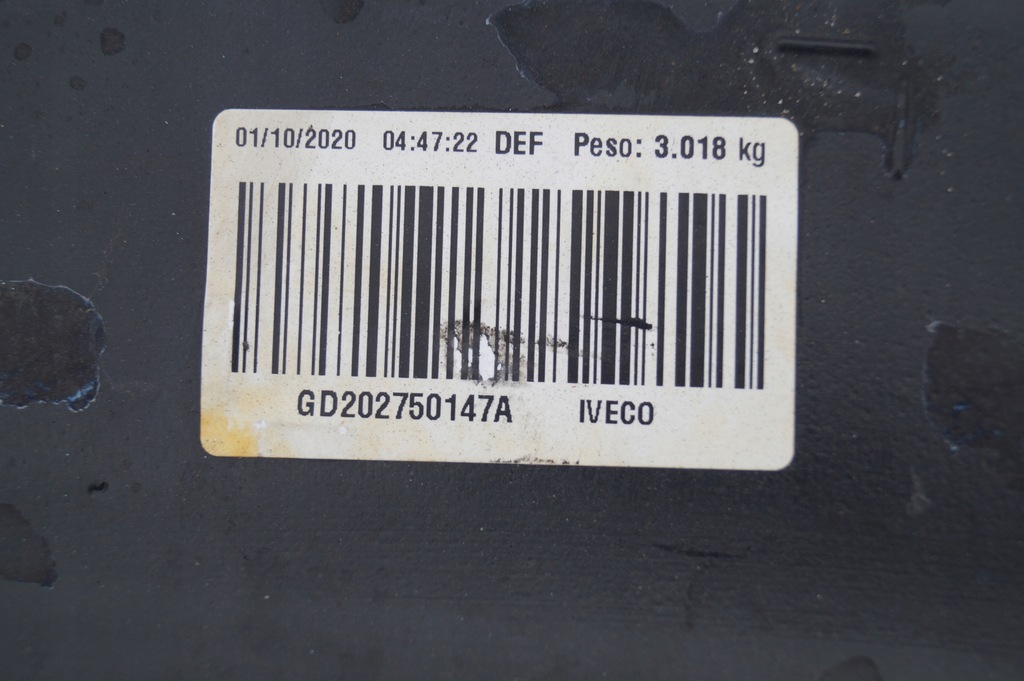 01/10/2020 04:47:22 DEF Peso: 3.018 kg
GD202750147A IVECO